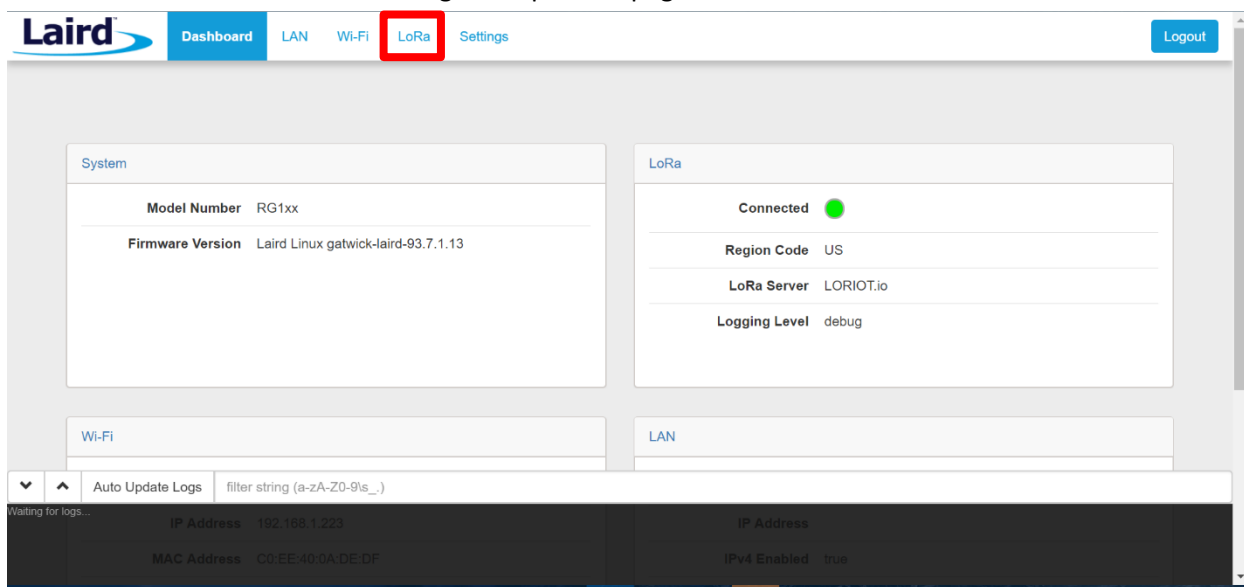 Laird™
Dashboard LAN Wi-Fi LoRa Settings Logout
System
Model Number RG1xx
Firmware Version Laird Linux gatwick-laird-93.7.1.13
LoRa
Connected
Region Code US
LoRa Server LORIOT.io
Logging Level debug
Wi-Fi
LAN
Auto Update Logs filter string (a-zA-Z0-9\s_.)
Waiting for logs...
IP Address 192.168.1.223
MAC Address C0:EE:40:0A:DE:DF
IP Address
IPv4 Enabled true